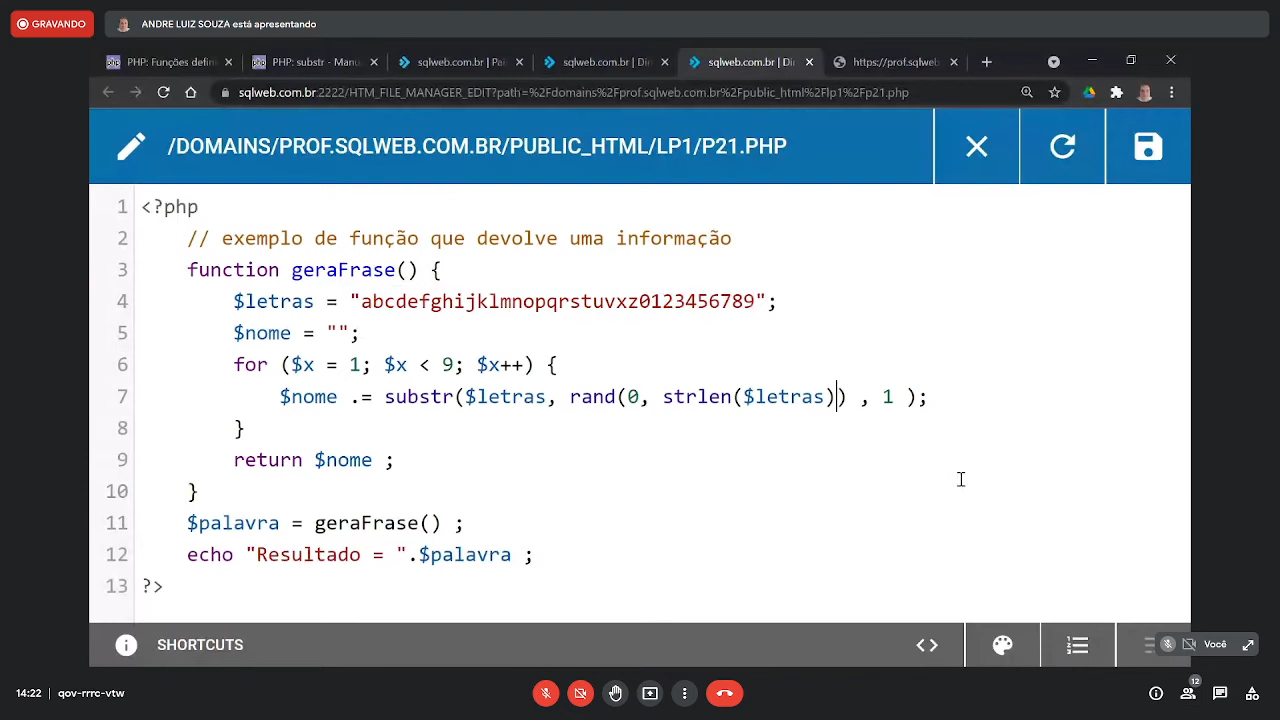 GRAVANDO
ANDRE LUIZ SOUZA está apresentando
PHP: Funções defin
PHP: substr - Manu
sqlweb.com.br | Pai
sqlweb.com.br | Dir
sqlweb.com.br | Dir
https://prof.sqlweb
sqlweb.com.br:2222/HTM_FILE_MANAGER_EDIT?path=%2Fdomains%2Fprof.sqlweb.com.br%2Fpublic_html%2Flp1%2Fp21.php
/DOMAINS/PROF.SQLWEB.COM.BR/PUBLIC_HTML/LP1/P21.PHP
1 <?php
2 // exemplo de função que devolve uma informação
3 function geraFrase() {
4 $letras = "abcdefghijklmnopqrstuvxz0123456789";
5 $nome = "";
6 for ($x = 1; $x < 9; $x++) {
7 $nome .= substr($letras, rand(0, strlen($letras)) , 1 );
8 }
9 return $nome ;
10 }
11 $palavra = geraFrase() ;
12 echo "Resultado = ".$palavra ;
13 ?>
SHORTCUTS
Você
14:22 | qov-rrrc-vtw
12